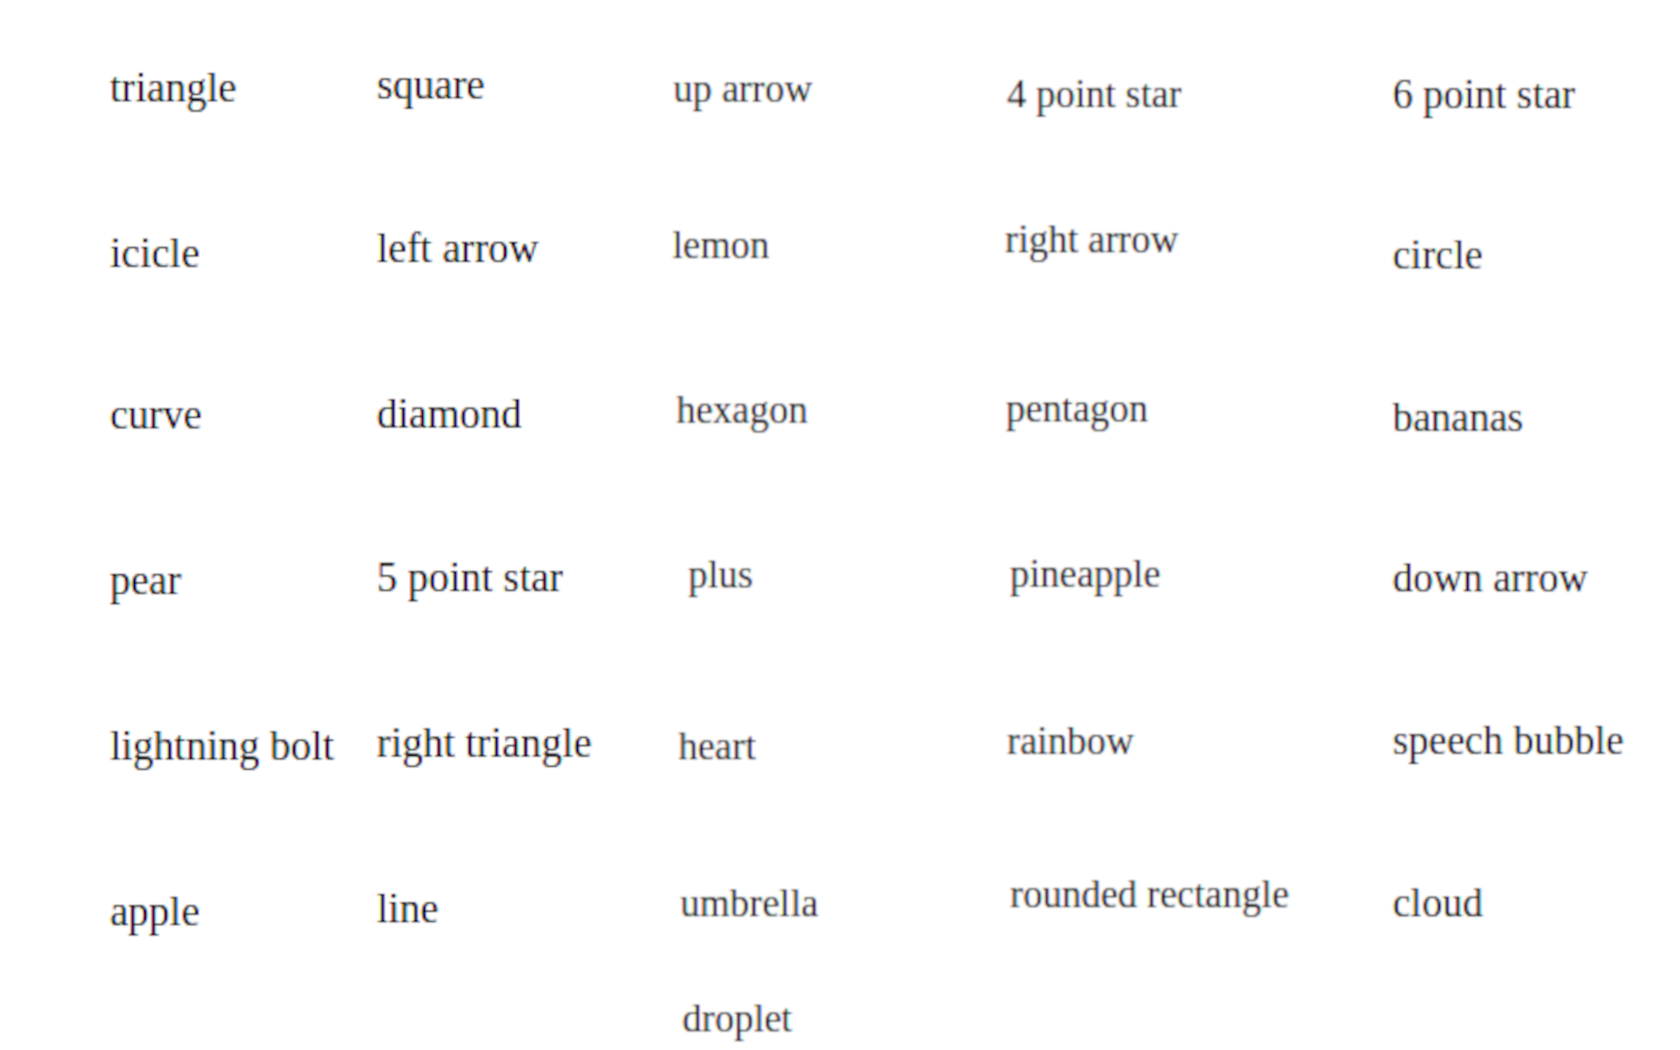 triangle square up arrow 4 point star 6 point star
icicle left arrow lemon right arrow circle
curve diamond hexagon pentagon bananas
pear 5 point star plus pineapple down arrow
lightning bolt right triangle heart rainbow speech bubble
apple line umbrella rounded rectangle cloud
droplet